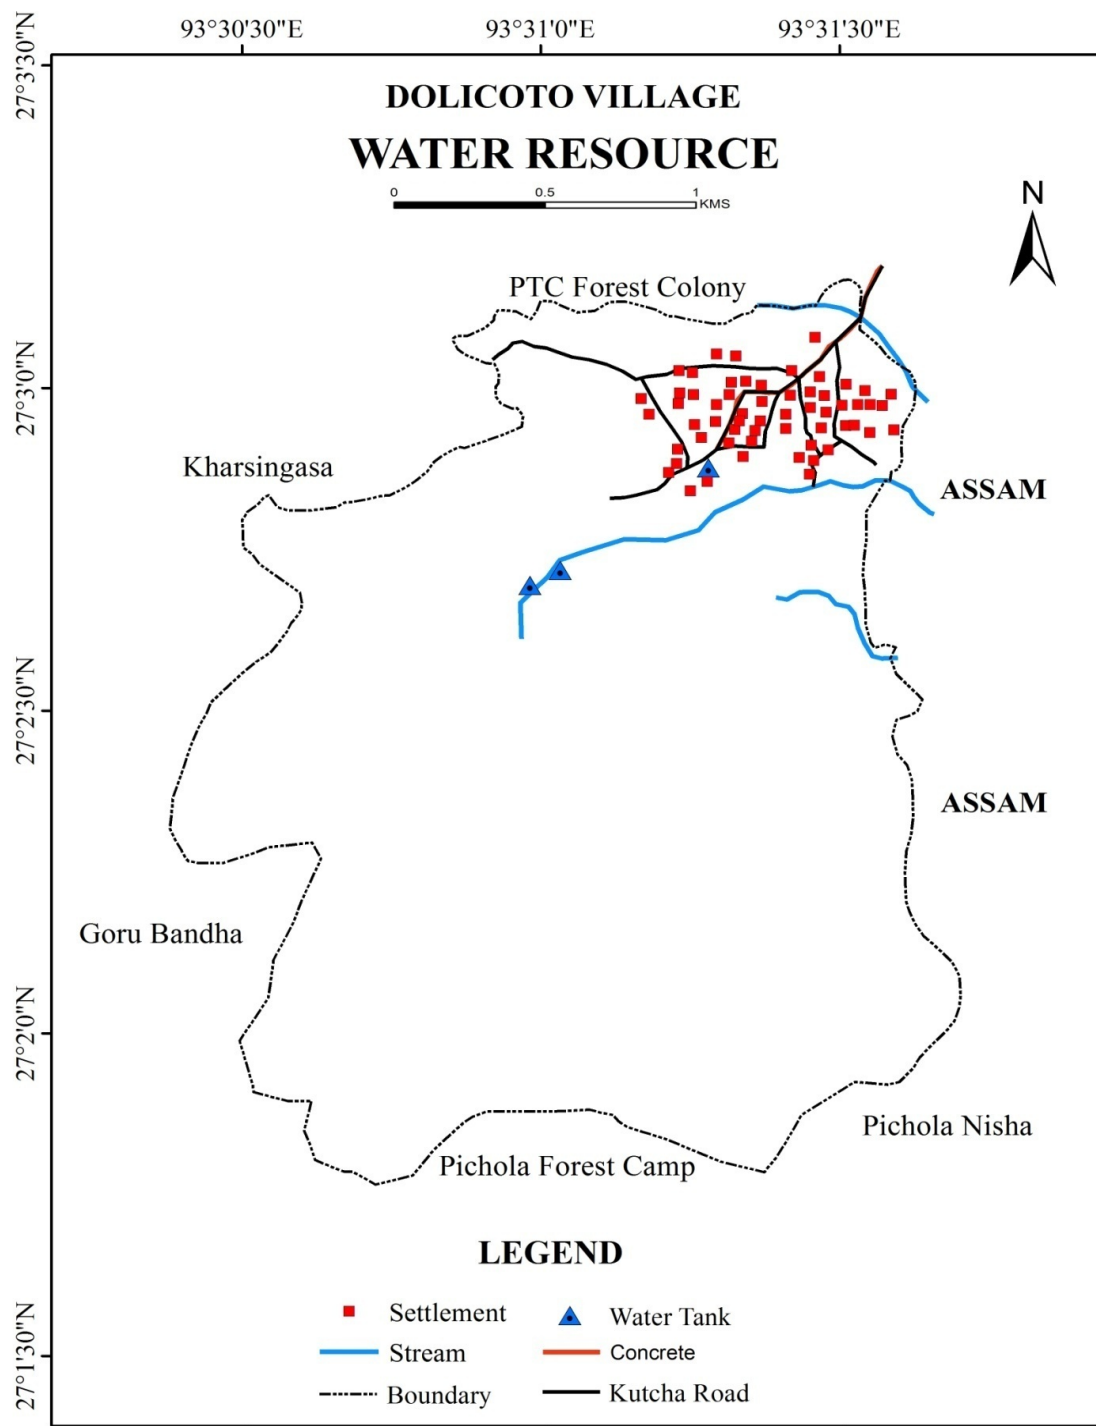 93°30'30"E 93°31'0"E 93°31'30"E
27°3'30"N
DOLICOTO VILLAGE
WATER RESOURCE
0 0.5 1
KMS
N
PTC Forest Colony
27°3'0"N
Kharsingasa
ASSAM
27°2'30"N
ASSAM
Goru Bandha
27°2'0"N
Pichola Nisha
Pichola Forest Camp
LEGEND
Settlement Water Tank
Stream Concrete
Boundary Kutcha Road
27°1'30"N